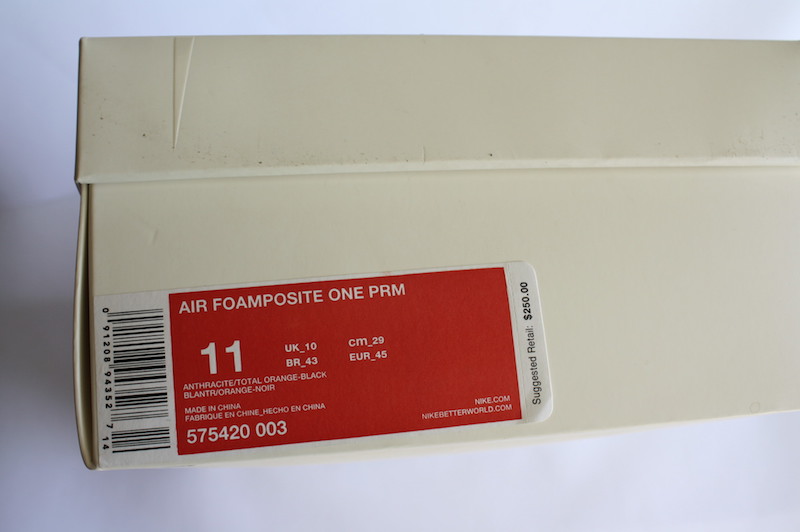 AIR FOAMPOSITE ONE PRM
11
UK_10
cm_29
BR_43
EUR_45
ANTHRACITE/TOTAL ORANGE-BLACK
BLANTR/ORANGE-NOIR
MADE IN CHINA
FABRIQUE EN CHINE_HECHO EN CHINA
575420 003
NIKE.COM
NIKEBETTERWORLD.COM
Suggested Retail: $250.00
0 91208 94352 7 14